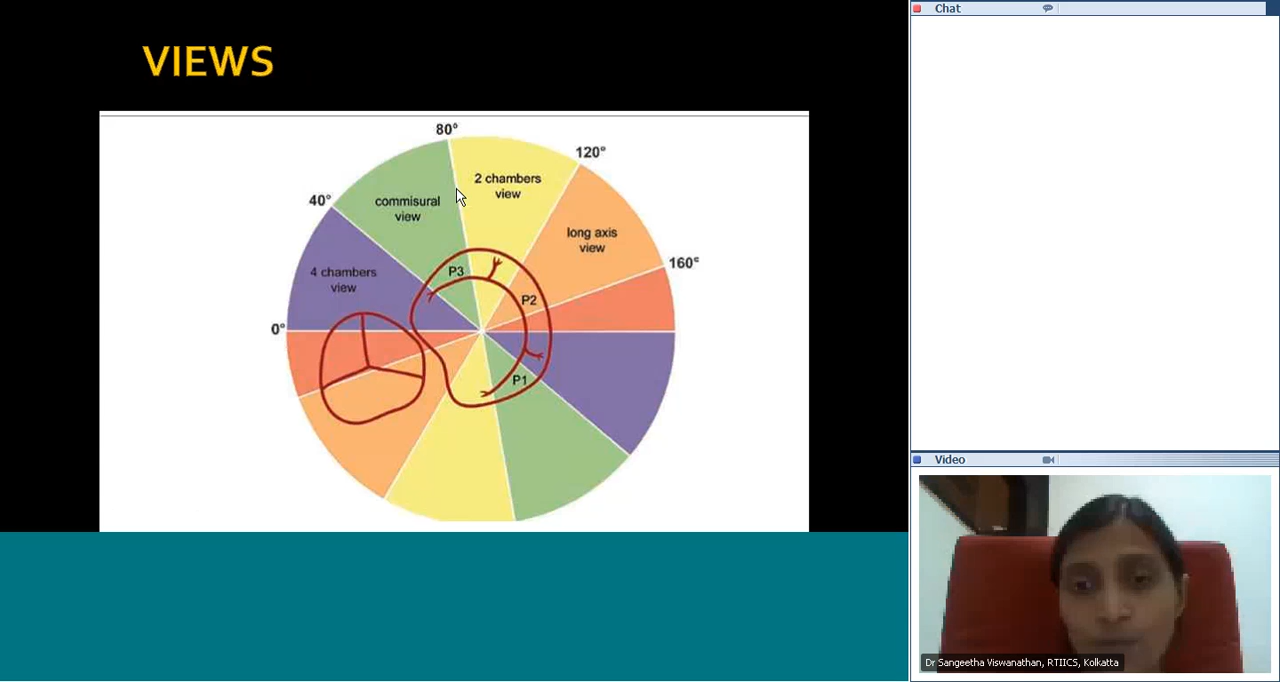 VIEWS
80°
120°
2 chambers
view
40°
commisural
view
long axis
view
160°
P3
4 chambers
view
P2
0°
P1
Chat
Video
Dr Sangeetha Viswanathan, RTIICS, Kolkatta